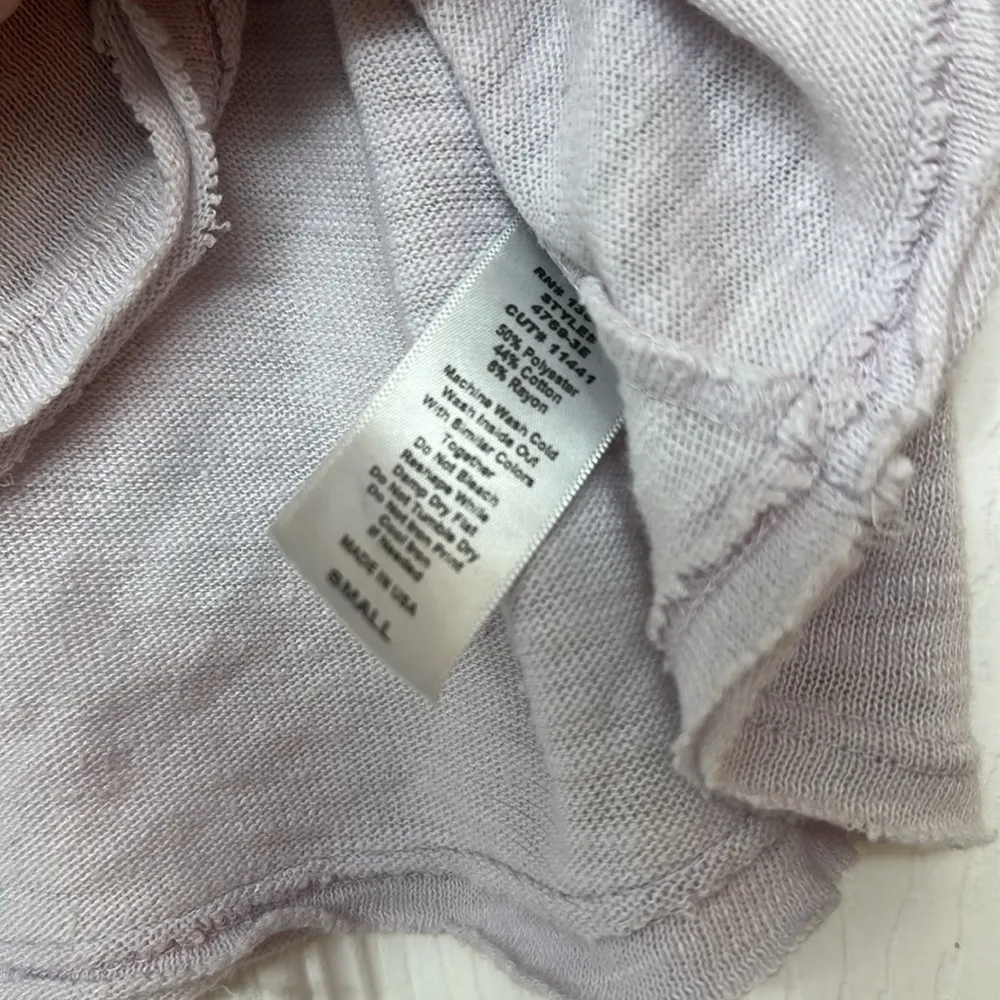 RN#
STYLE#
4769-3E
CUT# 11441
50% Polyester
44% Cotton
6% Rayon
Machine Wash Cold
Wash Inside Out
With Similar Colors
Together
Do Not Bleach
Reshape While
Damp Dry Flat
Do Not Tumble Dry
Do Not Iron Print
Cool Iron
If Needed
MADE IN USA
SMALL